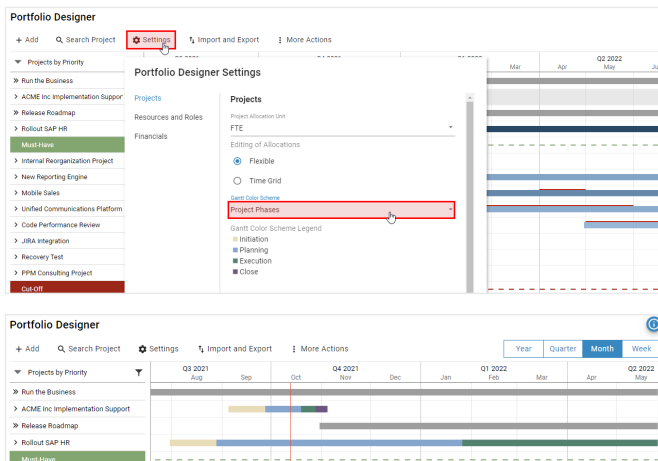 Portfolio Designer
+ Add Search Project Settings Import and Export More Actions
Projects by Priority
Q2 2022
Mar Apr May
Run the Business
ACME Inc Implementation Suppor
Release Roadmap
Rollout SAP HR
Must-Have
Internal Reorganization Project
New Reporting Engine
Mobile Sales
Unified Communications Platform
Code Performance Review
JIRA Integration
Recovery Test
PPM Consulting Project
Cut-Off
Portfolio Designer Settings
Projects
Resources and Roles
Financials
Projects
Project Allocation Unit
FTE
Editing of Allocations
Flexible
Time Grid
Gantt Color Scheme
Project Phases
Gantt Color Scheme Legend
Initiation
Planning
Execution
Close
Portfolio Designer
+ Add Search Project Settings Import and Export More Actions
Year Quarter Month Week
Projects by Priority
Q3 2021 Q4 2021 Q1 2022 Q2 2022
Aug Sep Oct Nov Dec Jan Feb Mar Apr May
Run the Business
ACME Inc Implementation Support
Release Roadmap
Rollout SAP HR
Must-Have